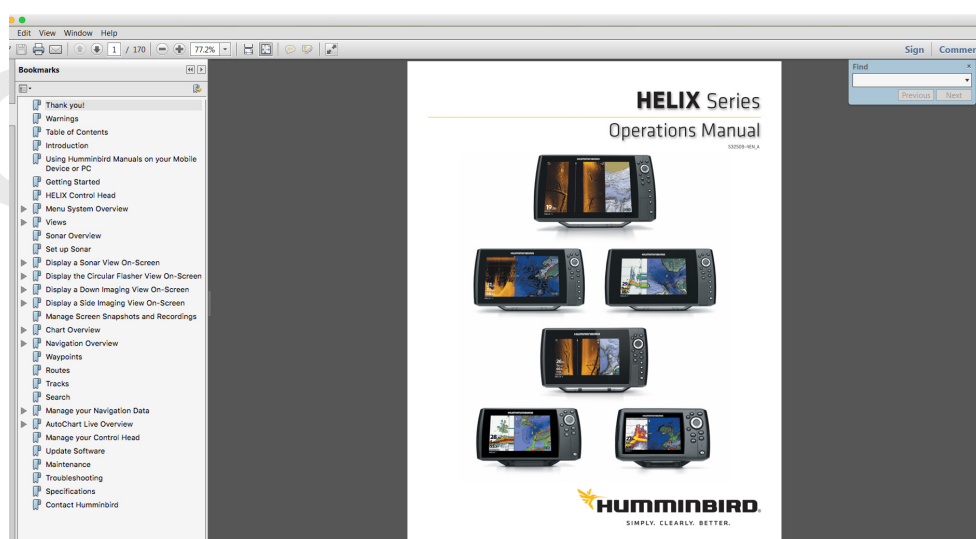 Edit View Window Help
1 / 170
77.2%
Sign
Comme
Bookmarks
Find
Previous
Next
Thank you!
Warnings
Table of Contents
Introduction
Using Humminbird Manuals on your Mobile
Device or PC
Getting Started
HELIX Control Head
Menu System Overview
Views
Sonar Overview
Set up Sonar
Display a Sonar View On-Screen
Display the Circular Flasher View On-Screen
Display a Down Imaging View On-Screen
Display a Side Imaging View On-Screen
Manage Screen Snapshots and Recordings
Chart Overview
Navigation Overview
Waypoints
Routes
Tracks
Search
Manage your Navigation Data
AutoChart Live Overview
Manage your Control Head
Update Software
Maintenance
Troubleshooting
Specifications
Contact Humminbird
HELIX Series
Operations Manual
532509-4EN_A
HUMMINBIRD
SIMPLY. CLEARLY. BETTER.